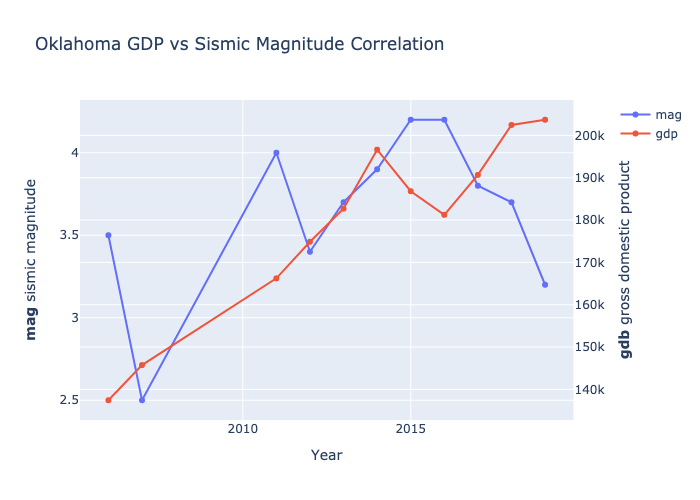 Oklahoma GDP vs Sismic Magnitude Correlation
mag
gdp
4
3.5
3
2.5
mag sismic magnitude
200k
190k
180k
170k
160k
150k
140k
gdb gross domestic product
2010
2015
Year